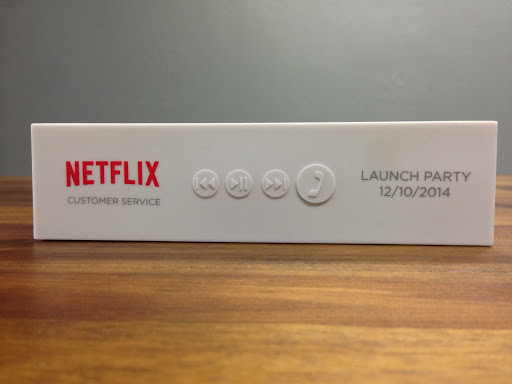 NETFLIX
CUSTOMER SERVICE
LAUNCH PARTY
12/10/2014